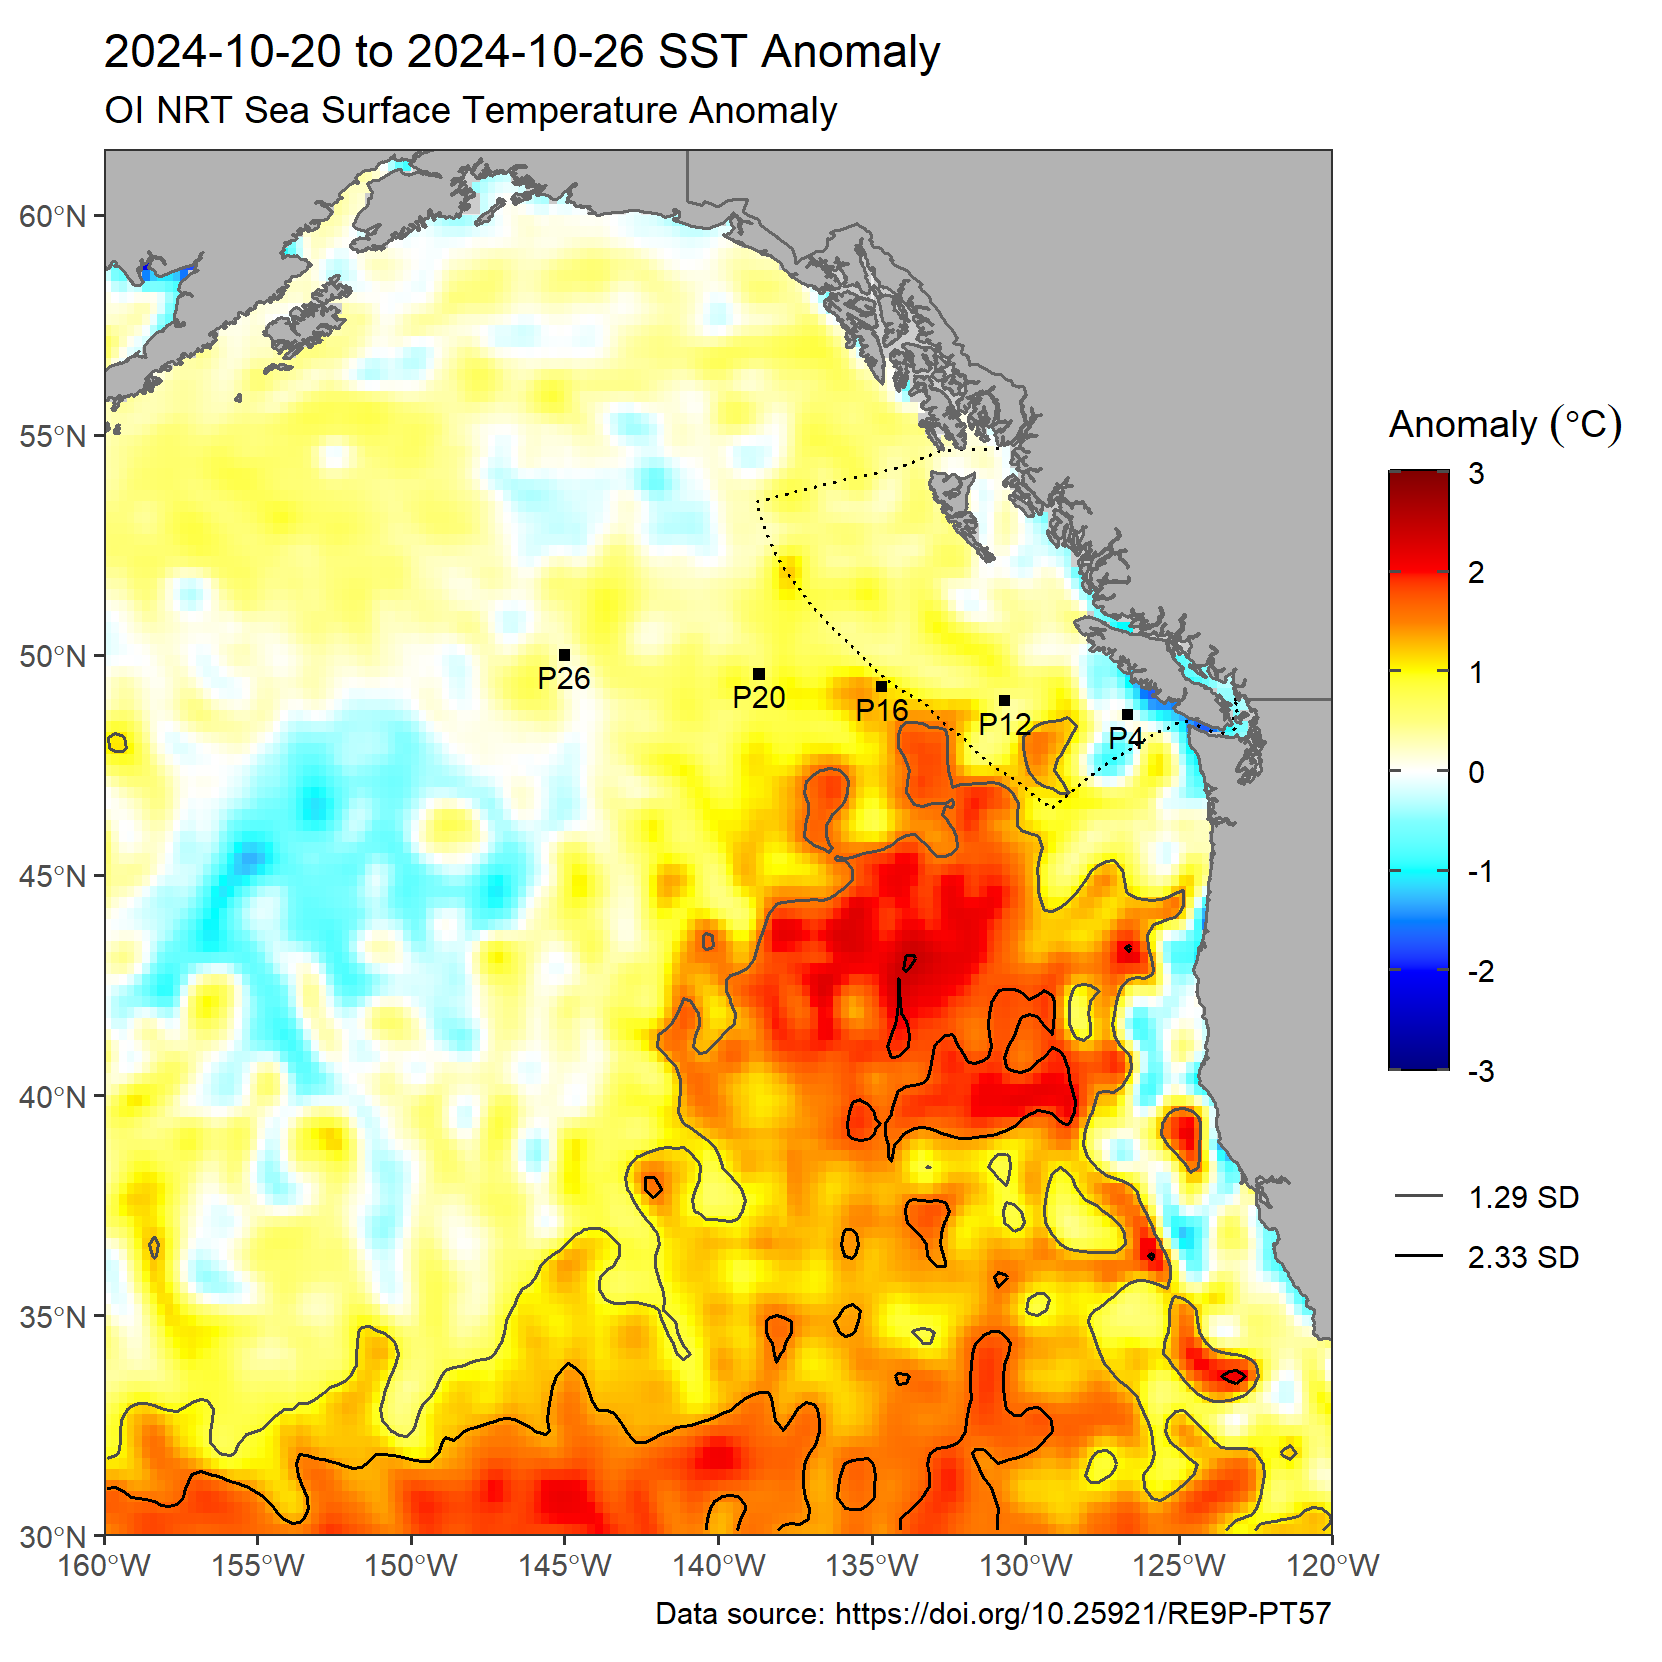 2024-10-20 to 2024-10-26 SST Anomaly
OI NRT Sea Surface Temperature Anomaly
60°N
55°N
50°N
45°N
40°N
35°N
30°N
160°W
155°W
150°W
145°W
140°W
135°W
130°W
125°W
120°W
P26
P20
P16
P12
P4
Anomaly (°C)
3
2
1
0
-1
-2
-3
1.29 SD
2.33 SD
Data source: https://doi.org/10.25921/RE9P-PT57